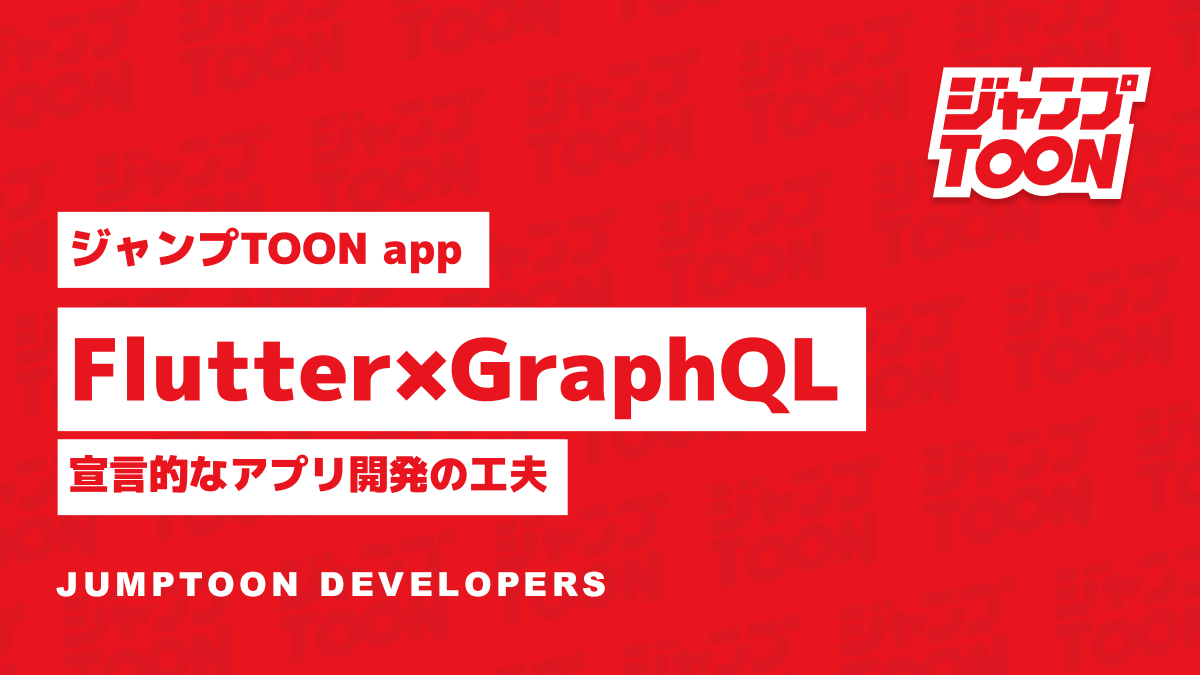 ジャンプ
TOON
ジャンプTOON app
Flutter×GraphQL
宣言的なアプリ開発の工夫
JUMPTOON DEVELOPERS